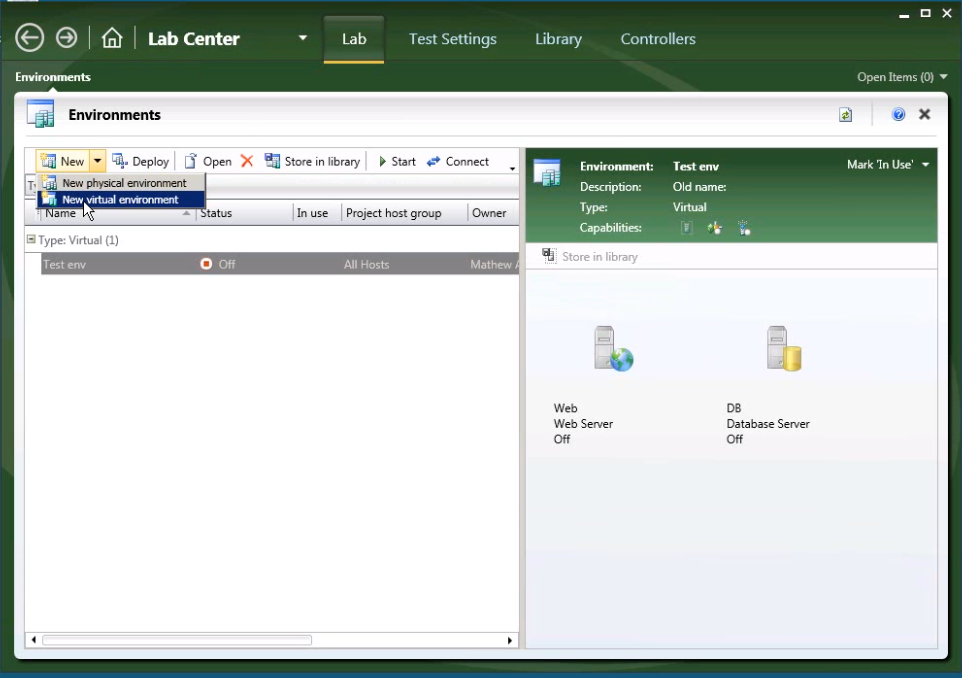 Lab Center Lab Test Settings Library Controllers
Environments Open Items (0)
Environments
New Deploy Open Store in library Start Connect
New physical environment
New virtual environment
Name Status In use Project host group Owner
Type: Virtual (1)
Test env Off All Hosts Mathew
Environment: Test env Mark 'In Use'
Description: Old name:
Type: Virtual
Capabilities:
Store in library
Web
Web Server
Off
DB
Database Server
Off